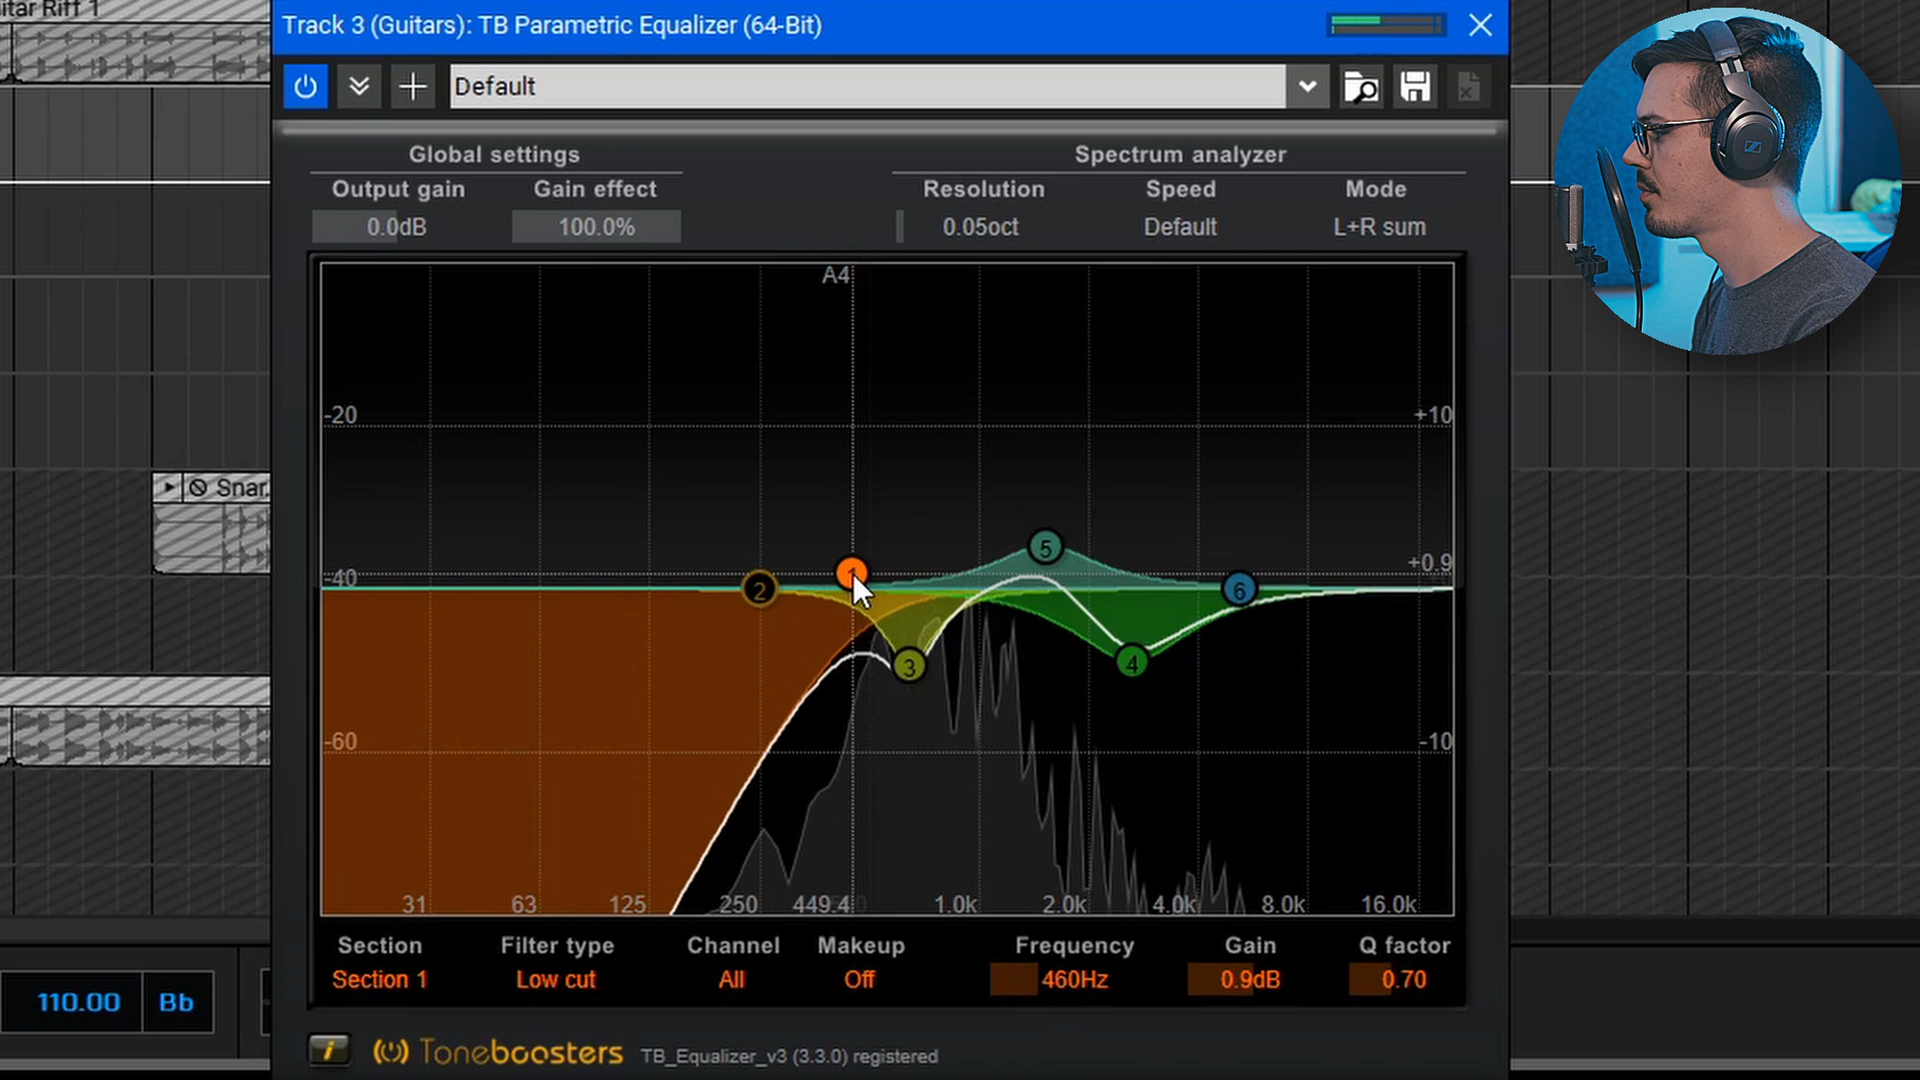 itar Riff 1
Track 3 (Guitars): TB Parametric Equalizer (64-Bit)
Default
Global settings
Spectrum analyzer
Output gain
Gain effect
Resolution
Speed
Mode
0.0dB
100.0%
0.05oct
Default
L+R sum
A4
-20
+10
Snar.
5
-40
1
+0.9
2
6
3
4
-60
-10
31
63
125
250
449.4
1.0k
2.0k
4.0k
8.0k
16.0k
Section
Filter type
Channel
Makeup
Frequency
Gain
Q factor
Section 1
Low cut
All
Off
460Hz
0.9dB
0.70
110.00
Bb
i
Toneboosters
TB_Equalizer_v3 (3.3.0) registered